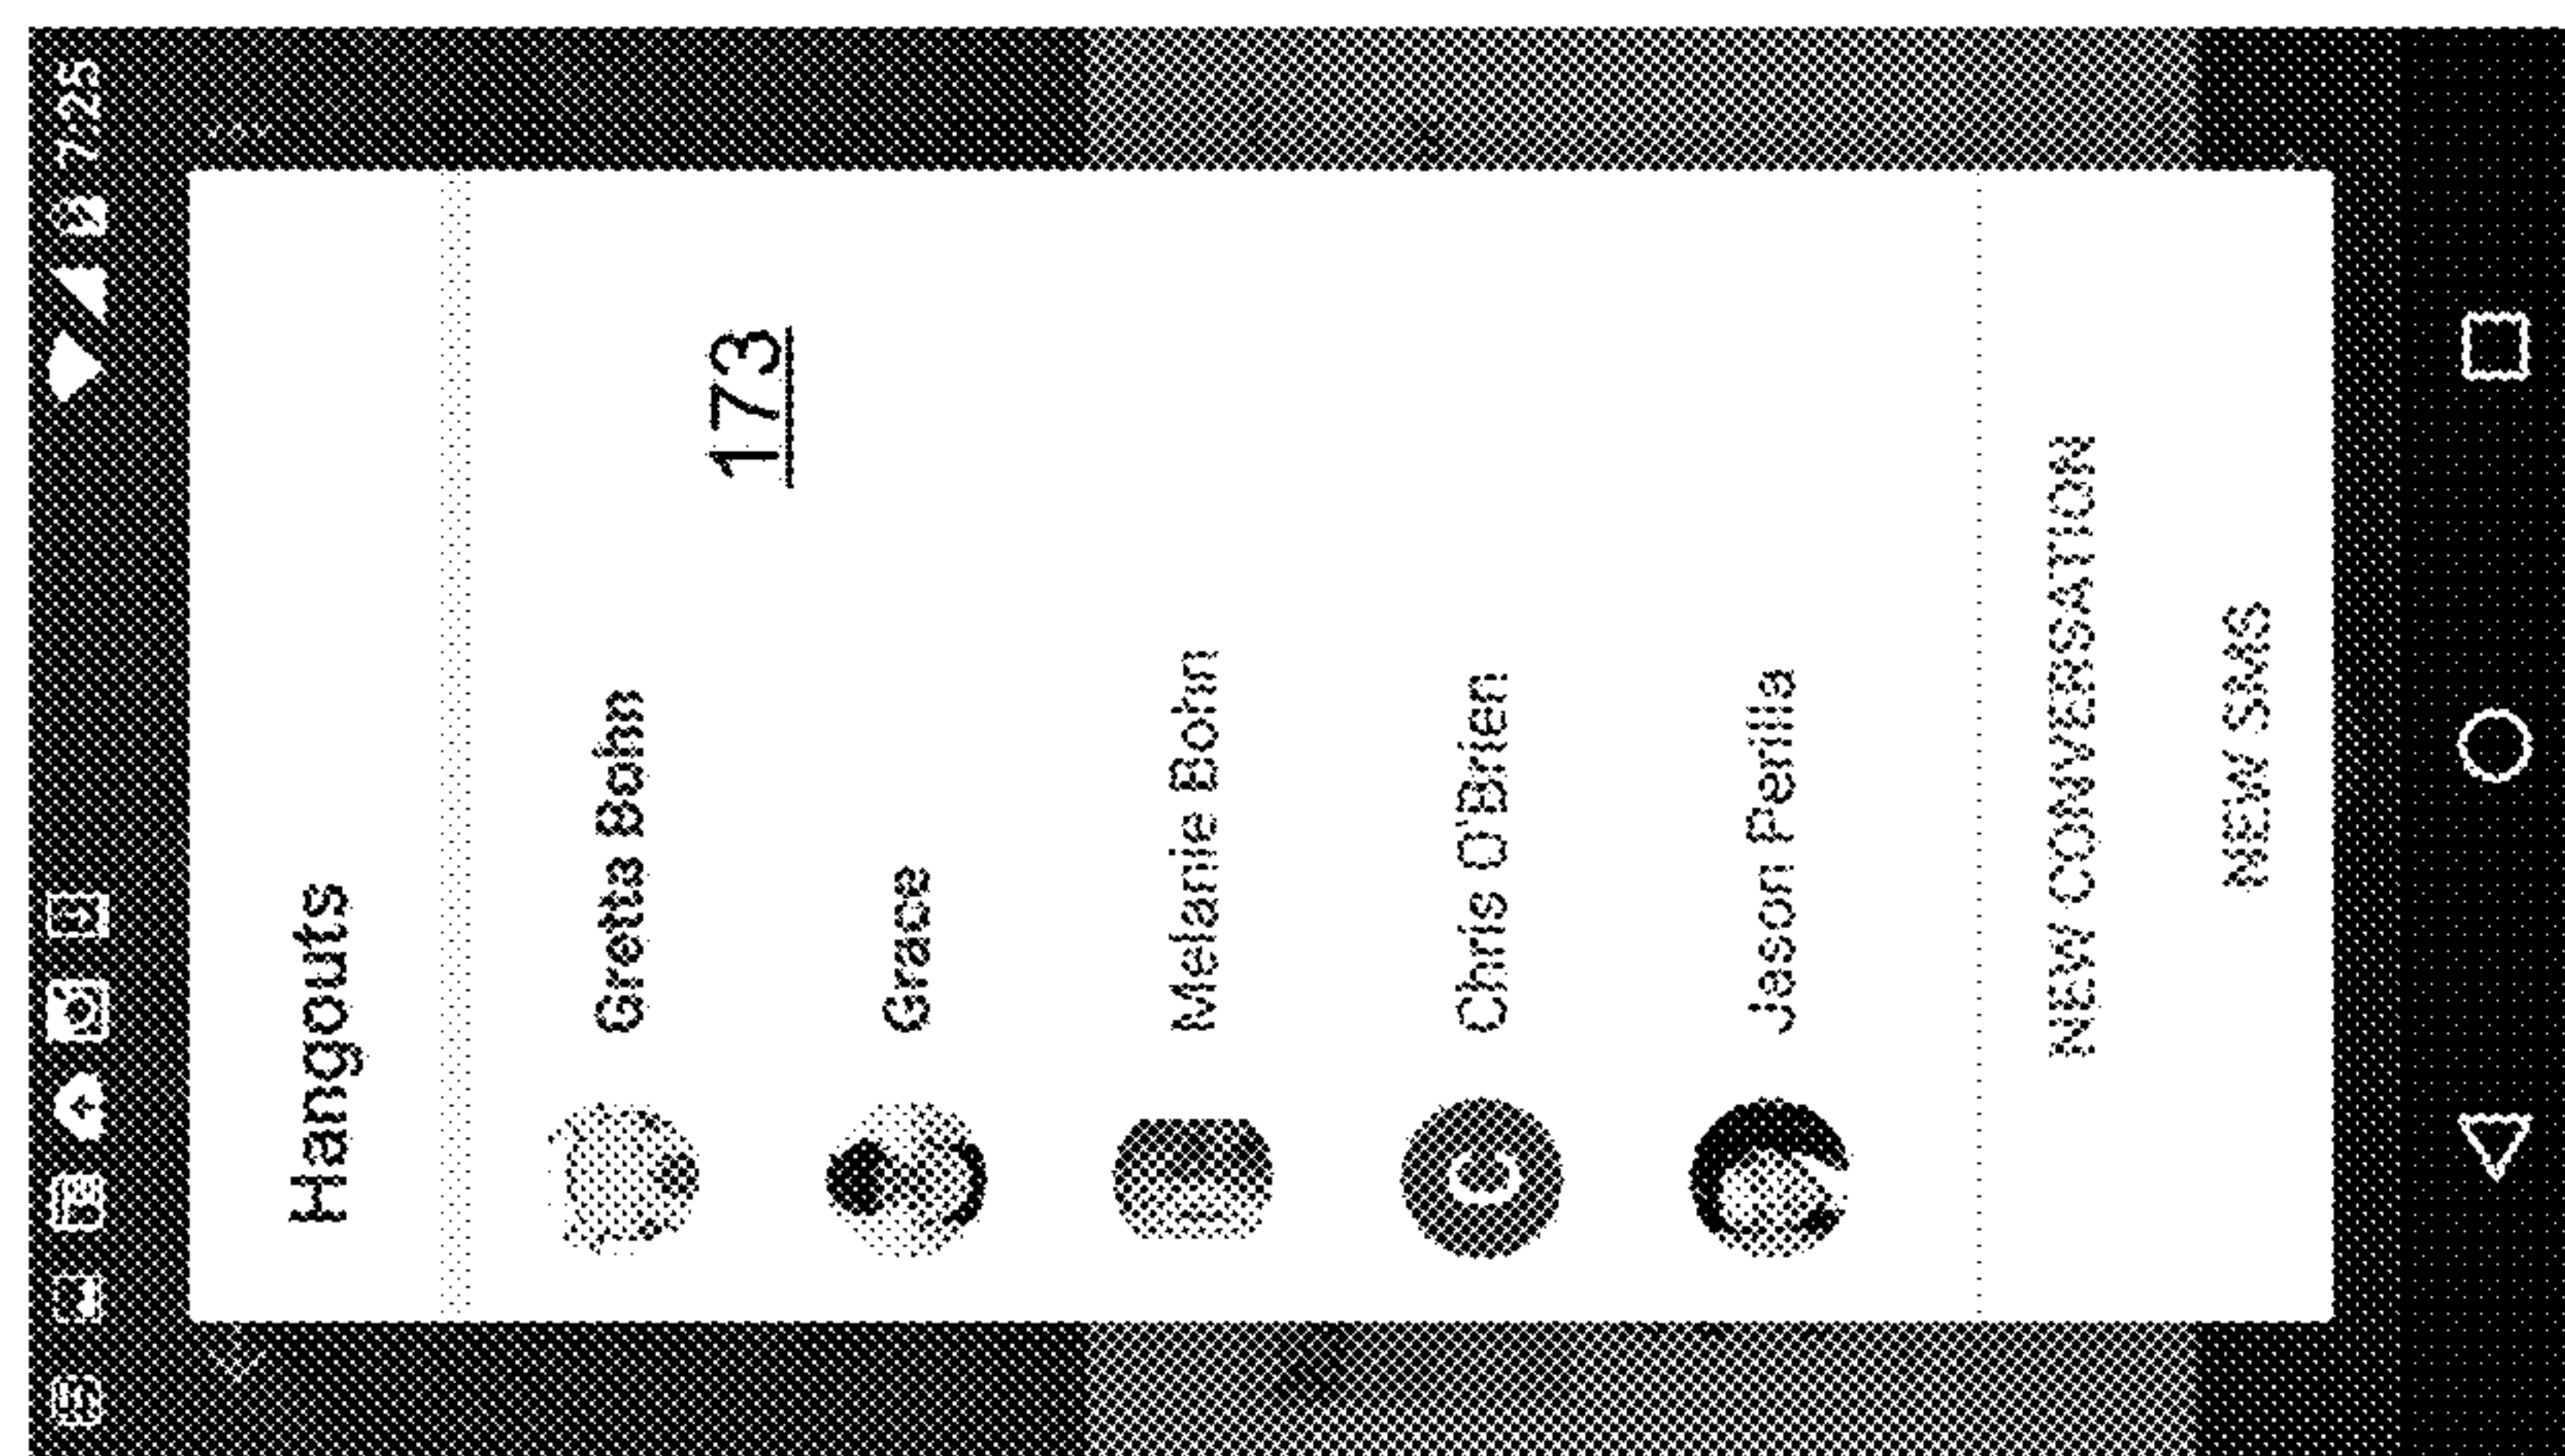 7:25
Hangouts
Gretta Bohn
173
Grace
Melanie Bohn
C
Chris O'Brien
Jason Perilla
NEW CONVERSATION
NEW SMS